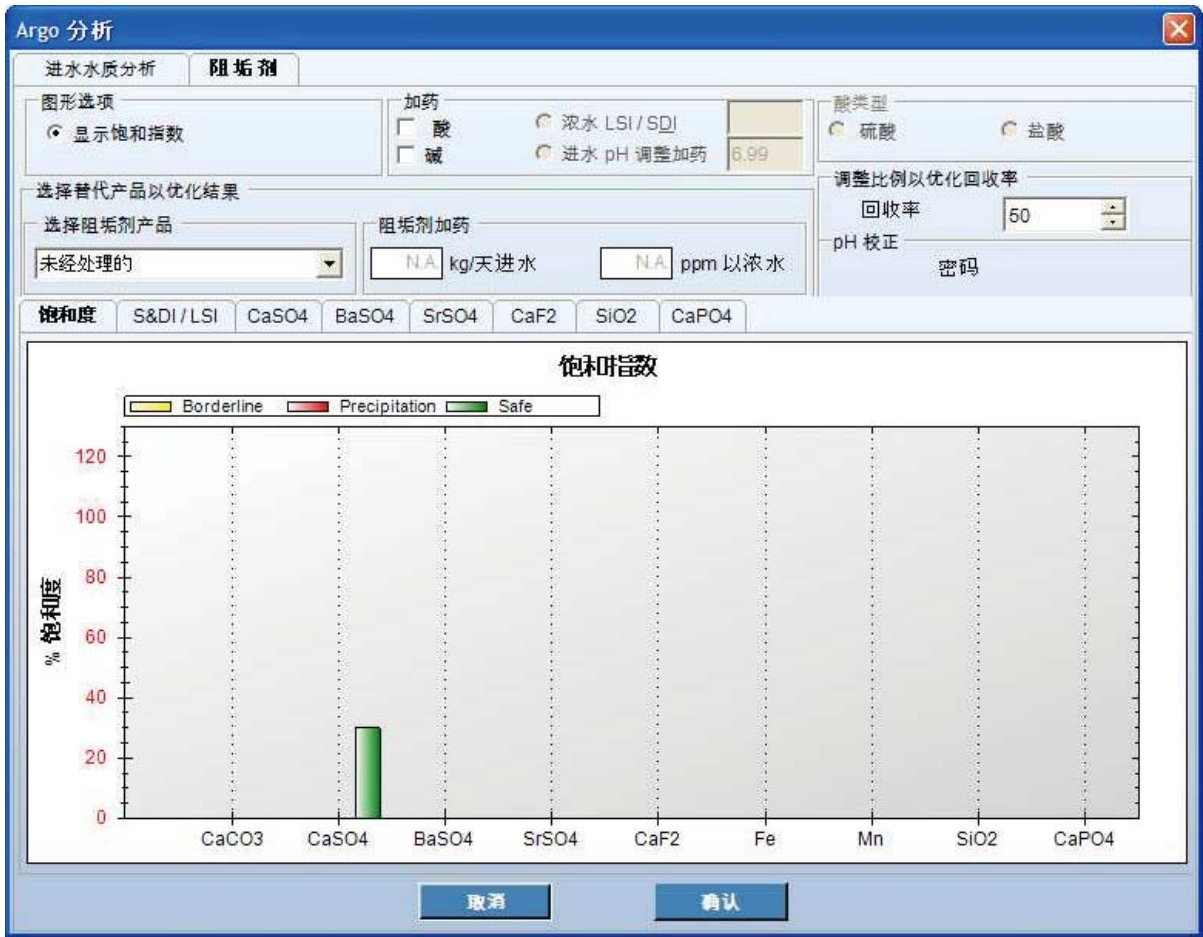 Argo 分析
进水水质分析 阻垢剂
图形选项
显示饱和指数
加药
酸
碱
浓水 LSI / SDI
进水 pH 调整加药 6.99
酸类型
硫酸 盐酸
选择替代产品以优化结果
选择阻垢剂产品
未经处理的
阻垢剂加药
N.A. kg/天进水 N.A. ppm 以浓水
调整比例以优化回收率
回收率 50
pH 校正
密码
饱和度 S&DI / LSI CaSO4 BaSO4 SrSO4 CaF2 SiO2 CaPO4
饱和指数
Borderline Precipitation Safe
% 饱和度
120
100
80
60
40
20
0
CaCO3 CaSO4 BaSO4 SrSO4 CaF2 Fe Mn SiO2 CaPO4
取消 确认